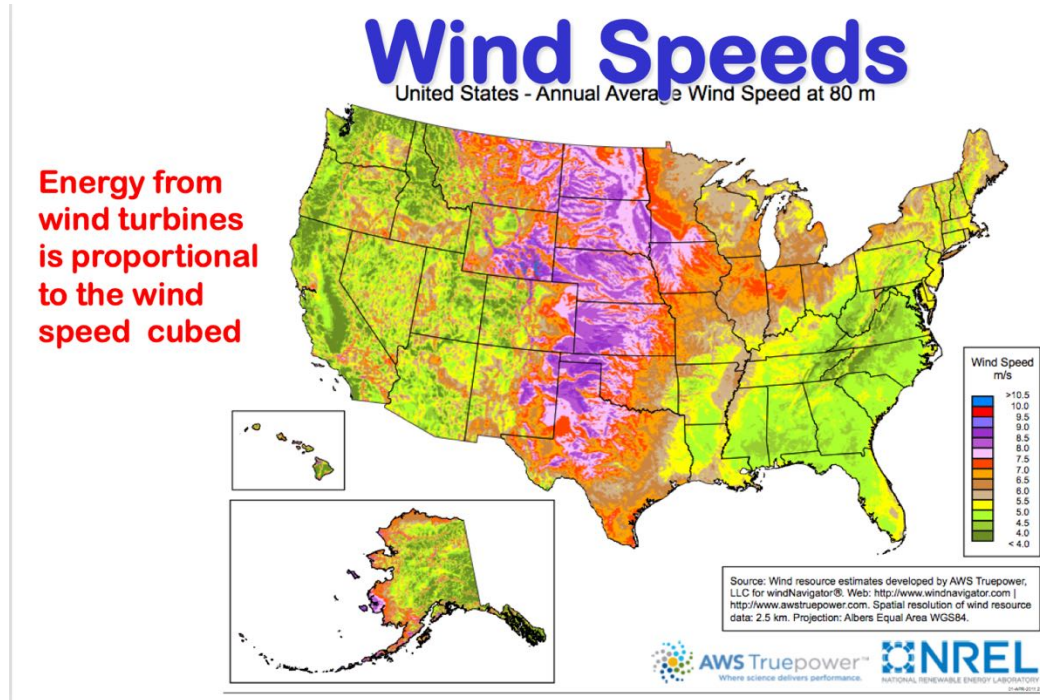 Wind Speeds
United States - Annual Average Wind Speed at 80 m
Energy from
wind turbines
is proportional
to the wind
speed cubed
Wind Speed
m/s
>10.5
10.0
9.5
9.0
8.5
8.0
7.5
7.0
6.5
6.0
5.5
5.0
4.5
4.0
< 4.0
Source: Wind resource estimates developed by AWS Truepower,
LLC for windNavigator®. Web: http://www.windnavigator.com |
http://www.awstruepower.com. Spatial resolution of wind resource
data: 2.5 km. Projection: Albers Equal Area WGS84.
AWS Truepower™
Where science delivers performance.
NREL
NATIONAL RENEWABLE ENERGY LABORATORY